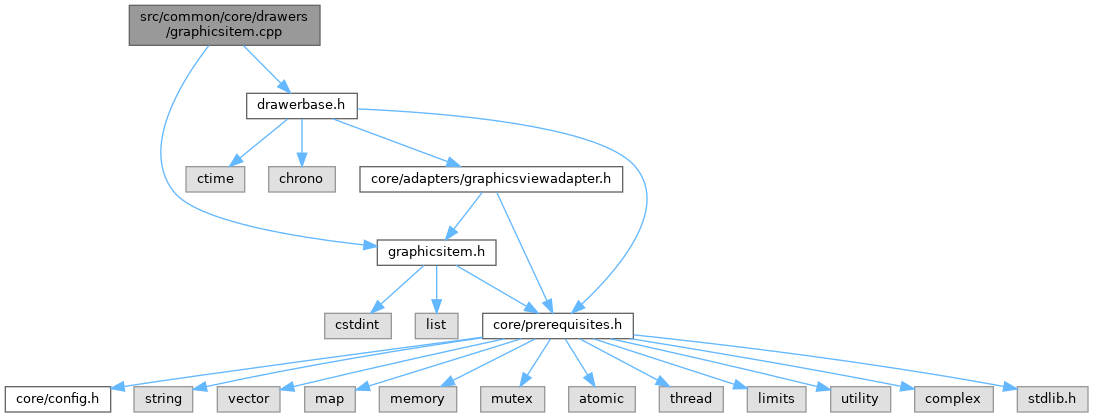 src/common/core/drawers
/graphicsitem.cpp
drawerbase.h
ctime
chrono
core/adapters/graphicsviewadapter.h
graphicsitem.h
cstdint
list
core/prerequisites.h
core/config.h
string
vector
map
memory
mutex
atomic
thread
limits
utility
complex
stdlib.h